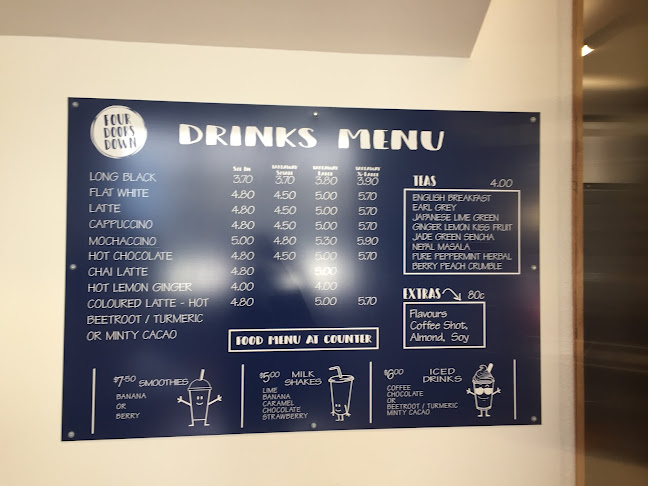 FOUR
DOORS
DOWN
DRINKS MENU
SIT IN TAKEAWAY TAKEAWAY LARGE TAKEAWAY X-LARGE
LONG BLACK 3.70 3.70 3.80 3.90
FLAT WHITE 4.80 4.50 5.00 5.70
LATTE 4.80 4.50 5.00 5.70
CAPPUCCINO 4.80 4.50 5.00 5.70
MOCHACCINO 5.00 4.80 5.30 5.90
HOT CHOCOLATE 4.80 4.50 5.00 5.70
CHAI LATTE 4.80 5.00
HOT LEMON GINGER 4.00 4.00
COLOURED LATTE - HOT 4.80 5.00 5.70
BEETROOT / TURMERIC
OR MINTY CACAO
FOOD MENU AT COUNTER
TEAS 4.00
ENGLISH BREAKFAST
EARL GREY
JAPANESE LIME GREEN
GINGER LEMON KISS FRUIT
JADE GREEN SENCHA
NEPAL MASALA
PURE PEPPERMINT HERBAL
BERRY PEACH CRUMBLE
EXTRAS 80c
Flavours
Coffee Shot,
Almond, Soy
$7.50 SMOOTHIES
BANANA
OR
BERRY
$5.00 MILK
SHAKES
LIME
BANANA
CARAMEL
CHOCOLATE
STRAWBERRY
$6.00 ICED
DRINKS
COFFEE
CHOCOLATE
OR
BEETROOT / TURMERIC
MINTY CACAO